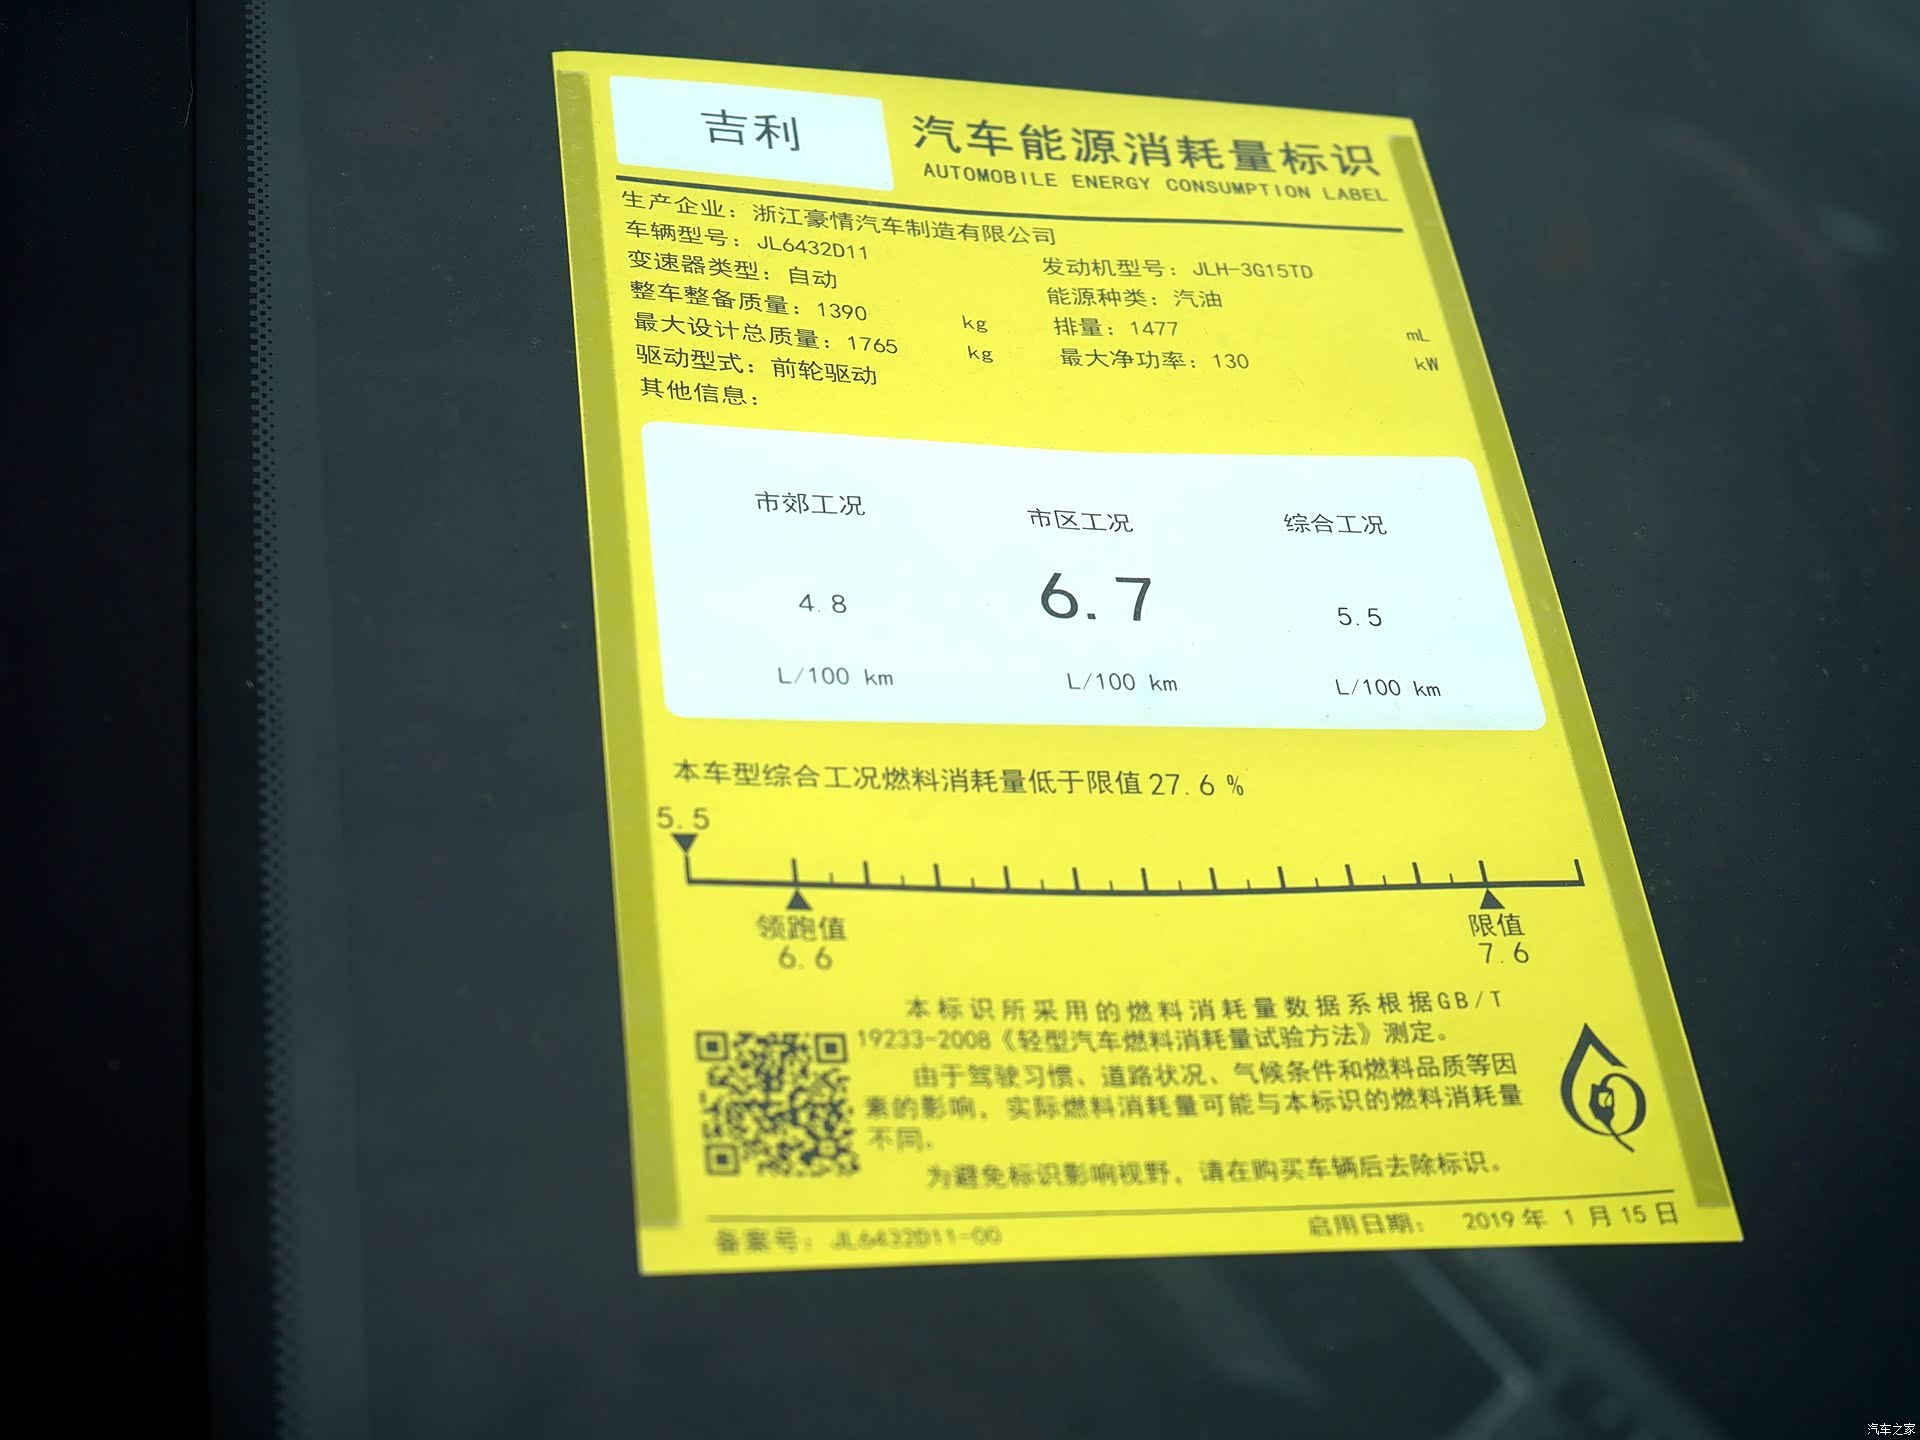 吉利
汽车能源消耗量标识
AUTOMOBILE ENERGY CONSUMPTION LABEL
生产企业：浙江豪情汽车制造有限公司
车辆型号：JL6432D11
发动机型号：JLH-3G15TD
变速器类型：自动
能源种类：汽油
整车整备质量：1390 kg
排量：1477 mL
最大设计总质量：1765 kg
最大净功率：130 kW
驱动型式：前轮驱动
其他信息：
市郊工况 市区工况 综合工况
4.8 6.7 5.5
L/100 km L/100 km L/100 km
本车型综合工况燃料消耗量低于限值27.6%
5.5
领跑值 限值
6.6 7.6
本标识所采用的燃料消耗量数据系根据GB/T
19233-2008《轻型汽车燃料消耗量试验方法》测定。
由于驾驶习惯、道路状况、气候条件和燃料品质等因
素的影响，实际燃料消耗量可能与本标识的燃料消耗量
不同。
为避免标识影响视野，请在购买车辆后去除标识。
备案号：JL6432D11-00 启用日期：2019年1月15日
汽车之家